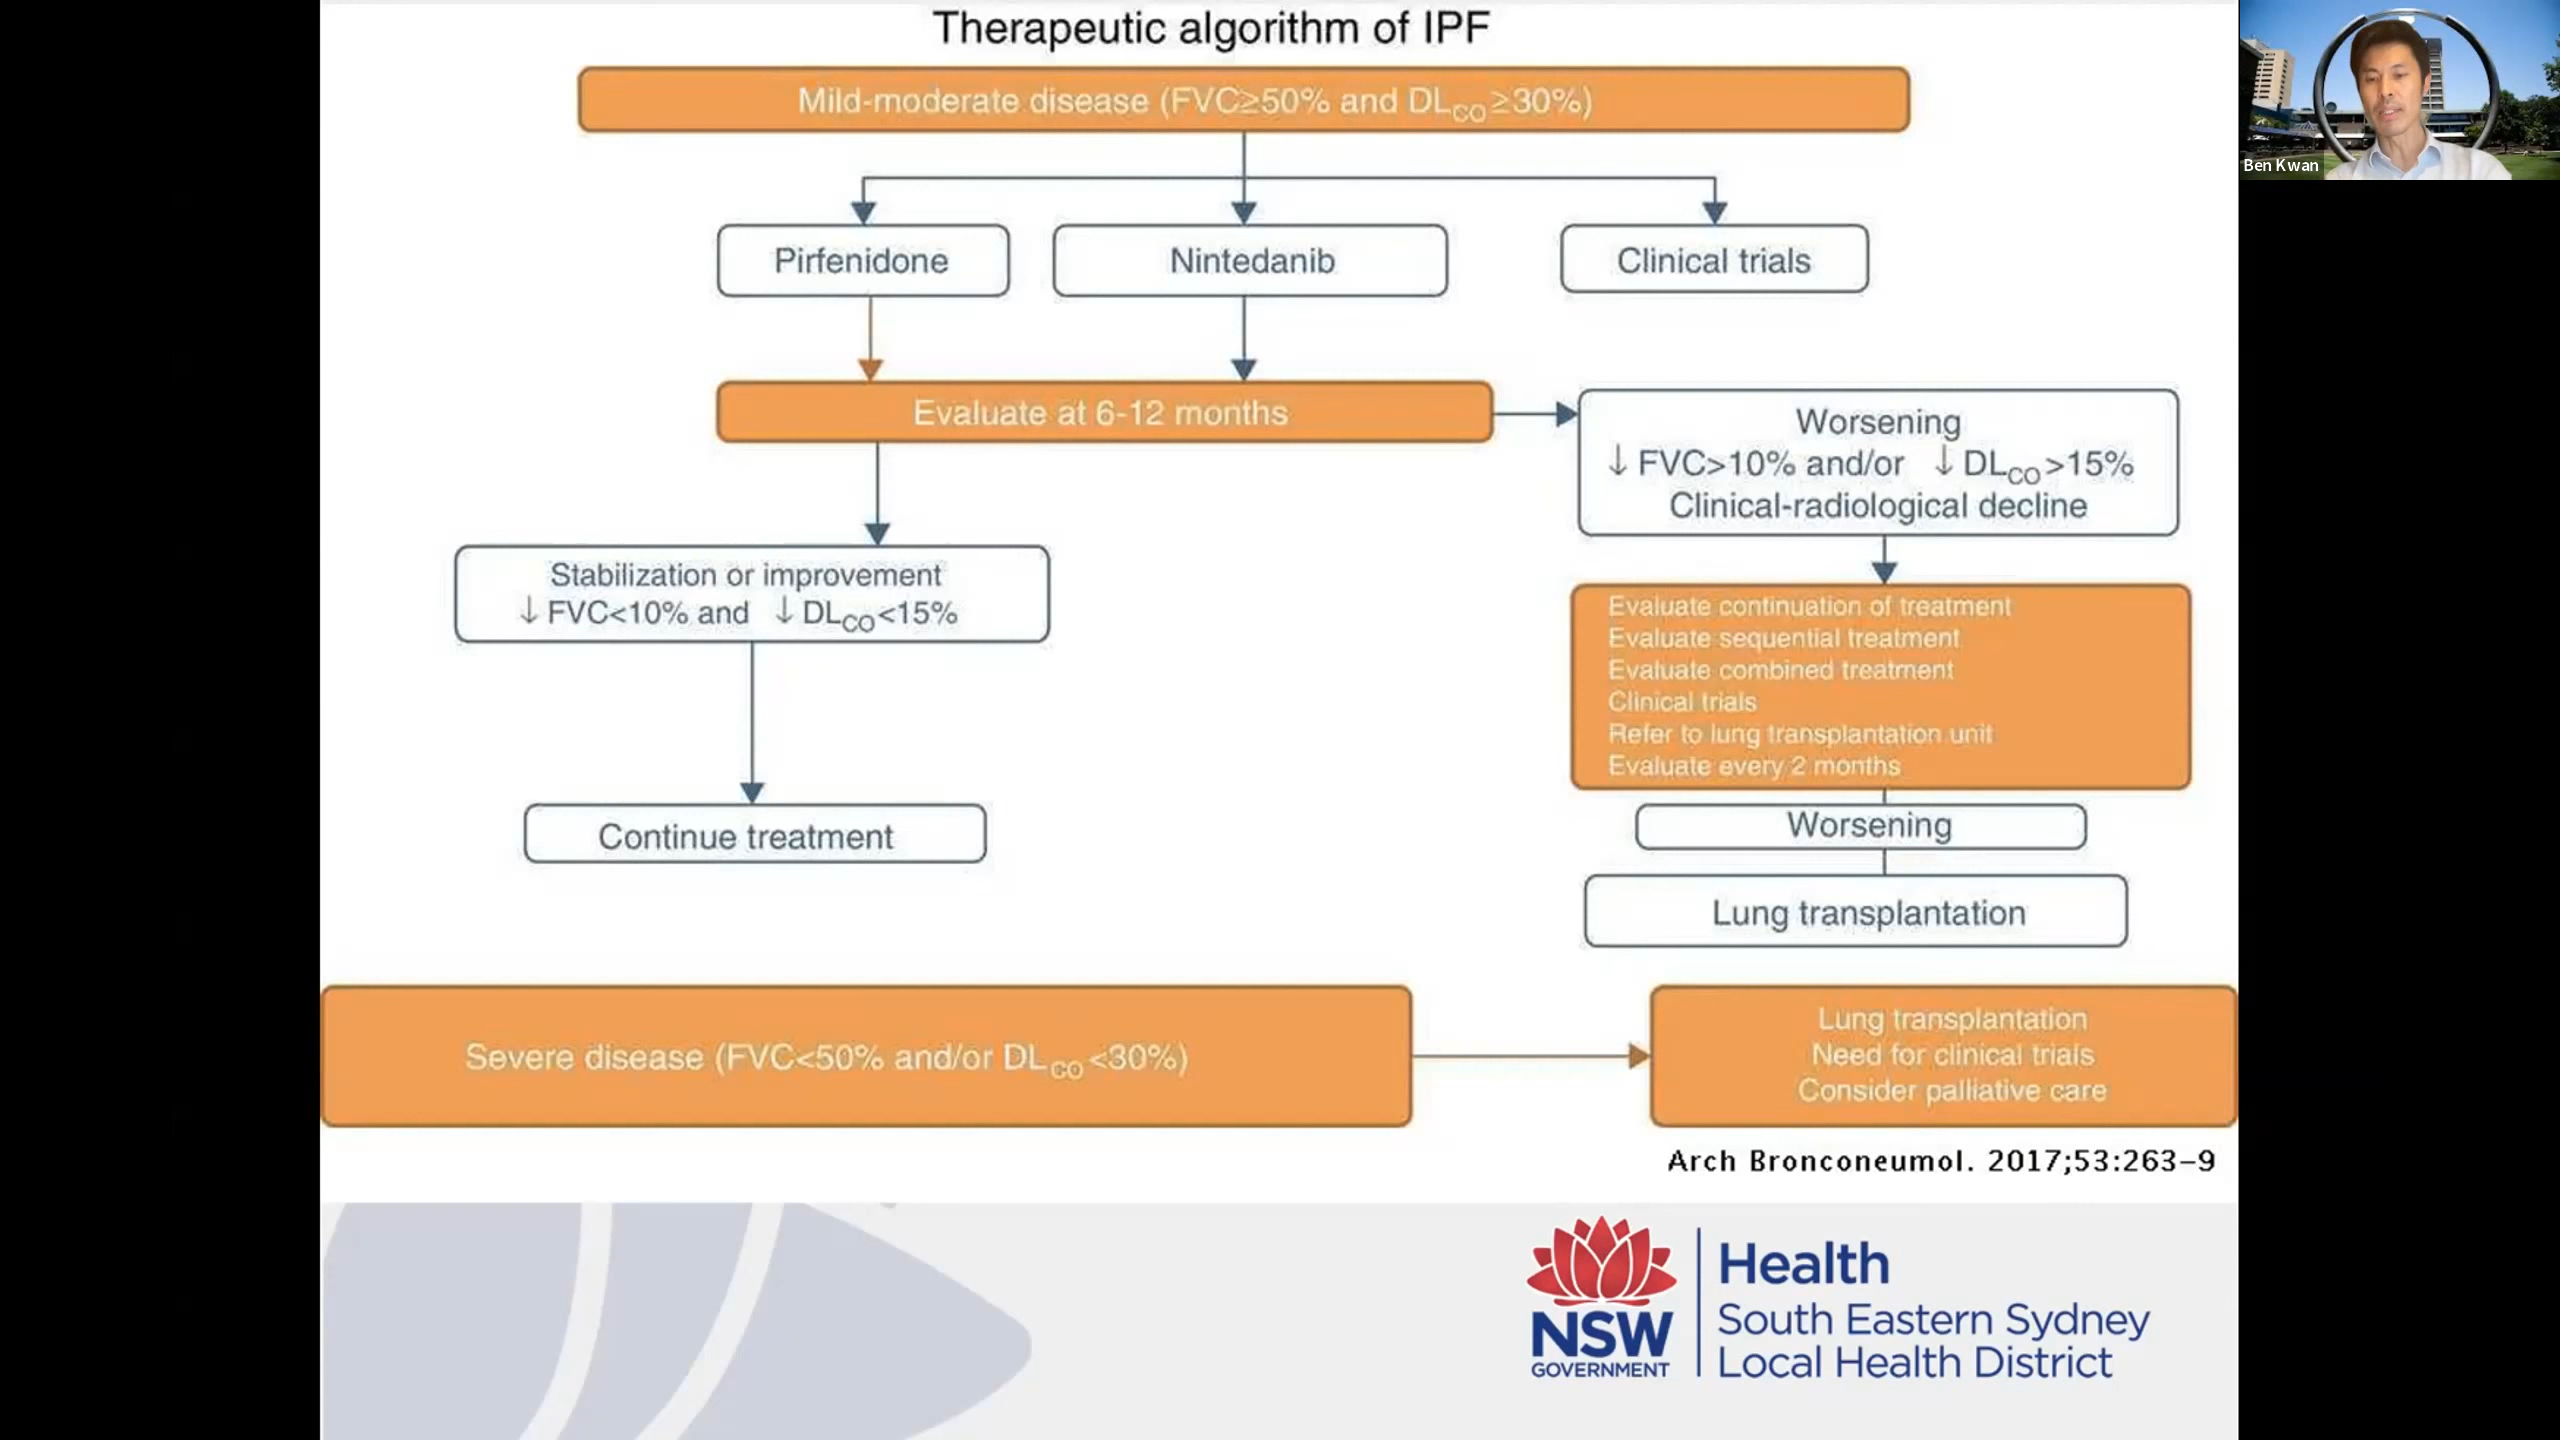 Therapeutic algorithm of IPF
Mild-moderate disease (FVC≥50% and DLCO≥30%)
Ben Kwan
Pirfenidone
Nintedanib
Clinical trials
Evaluate at 6-12 months
Worsening
↓ FVC>10% and/or ↓ DLCO>15%
Clinical-radiological decline
Stabilization or improvement
↓ FVC<10% and ↓ DLCO<15%
Evaluate continuation of treatment
Evaluate sequential treatment
Evaluate combined treatment
Clinical trials
Refer to lung transplantation unit
Evaluate every 2 months
Continue treatment
Worsening
Lung transplantation
Severe disease (FVC<50% and/or DLCO<30%)
Lung transplantation
Need for clinical trials
Consider palliative care
Arch Bronconeumol. 2017;53:263–9
NSW
GOVERNMENT
Health
South Eastern Sydney
Local Health District